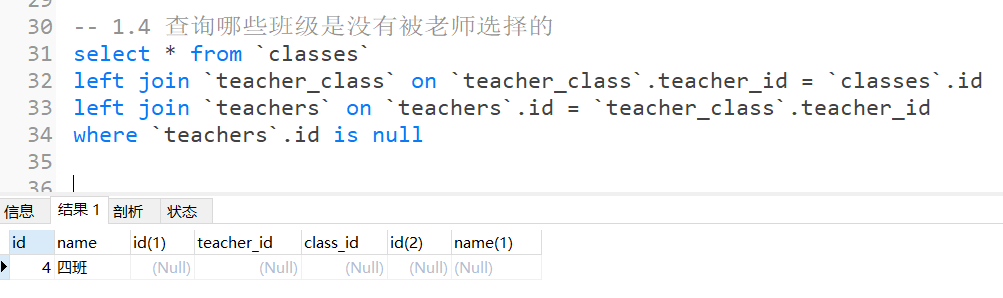 29
30 -- 1.4 查询哪些班级是没有被老师选择的
31 select * from `classes`
32 left join `teacher_class` on `teacher_class`.teacher_id = `classes`.id
33 left join `teachers` on `teachers`.id = `teacher_class`.teacher_id
34 where `teachers`.id is null
35
36
信息 结果 1 剖析 状态
id name id(1) teacher_id class_id id(2) name(1)
4 四班 (Null) (Null) (Null) (Null) (Null)